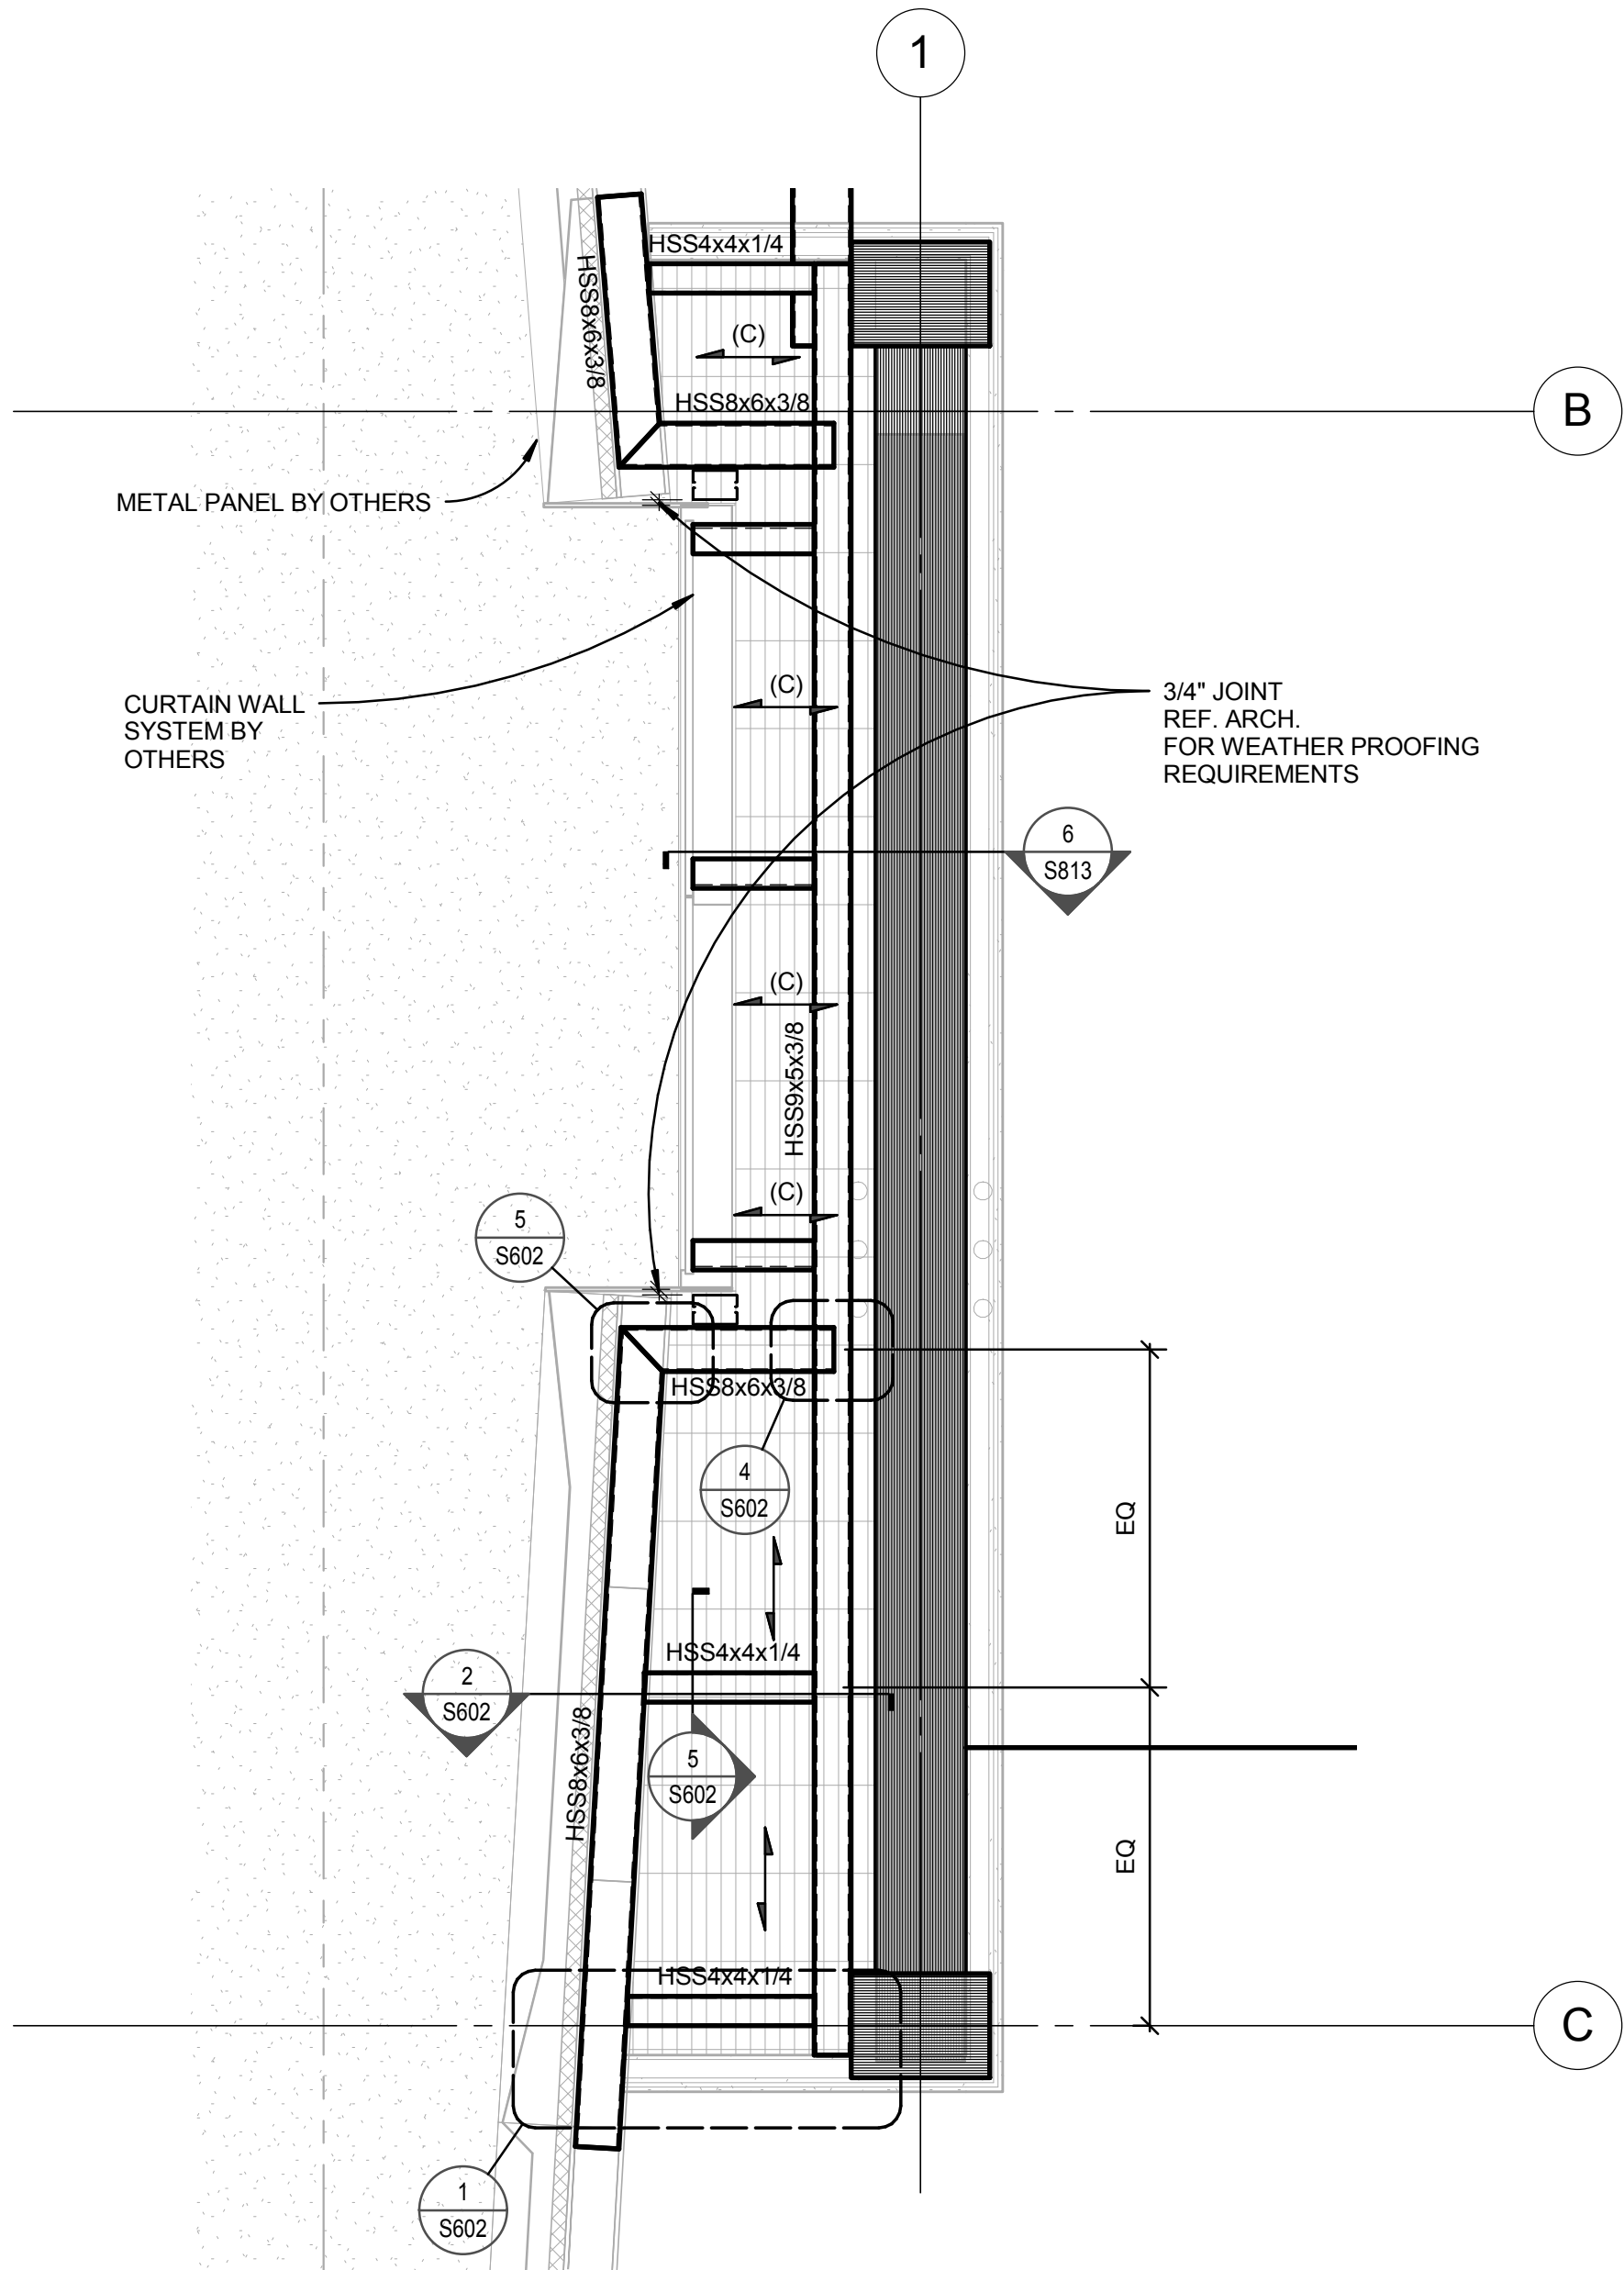 1
HSS4x4x1/4
HSS8x6x3/8
(C)
HSS8x6x3/8
B
METAL PANEL BY OTHERS
CURTAIN WALL
SYSTEM BY
OTHERS
(C)
3/4" JOINT
REF. ARCH.
FOR WEATHER PROOFING
REQUIREMENTS
6
S813
(C)
HSS9x5x3/8
(C)
5
S602
HSS8x6x3/8
4
S602
EQ
HSS4x4x1/4
2
S602
HSS8x6x3/8
5
S602
EQ
HSS4x4x1/4
C
1
S602